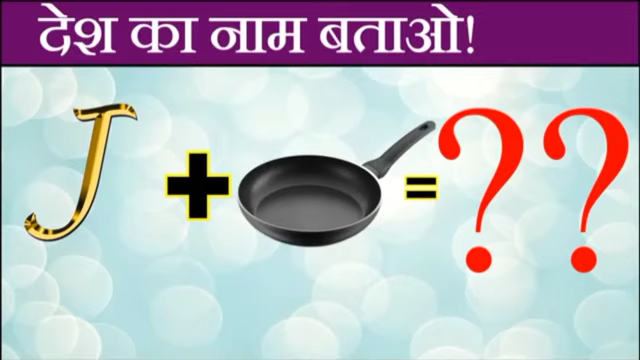 देश का नाम बताओ!
J + = ??